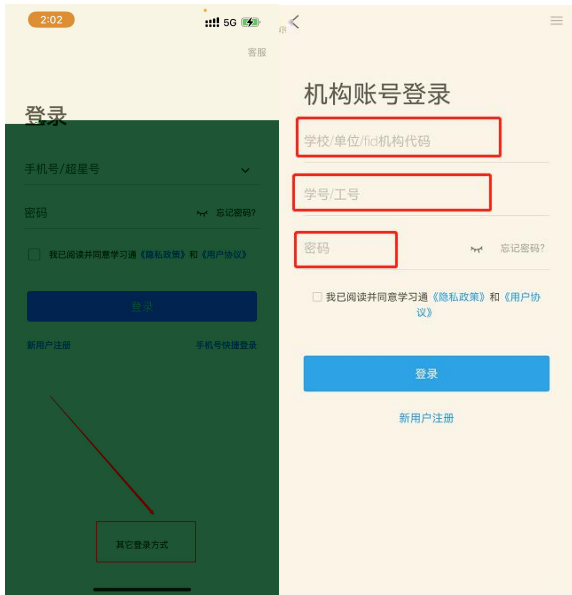 2:02
5G
客服
登录
手机号/超星号
密码
忘记密码?
我已阅读并同意学习通《隐私政策》和《用户协议》
登录
新用户注册
手机号快捷登录
其它登录方式
机构账号登录
学校/单位/fid机构代码
学号/工号
密码
忘记密码?
我已阅读并同意学习通《隐私政策》和《用户协
议》
登录
新用户注册